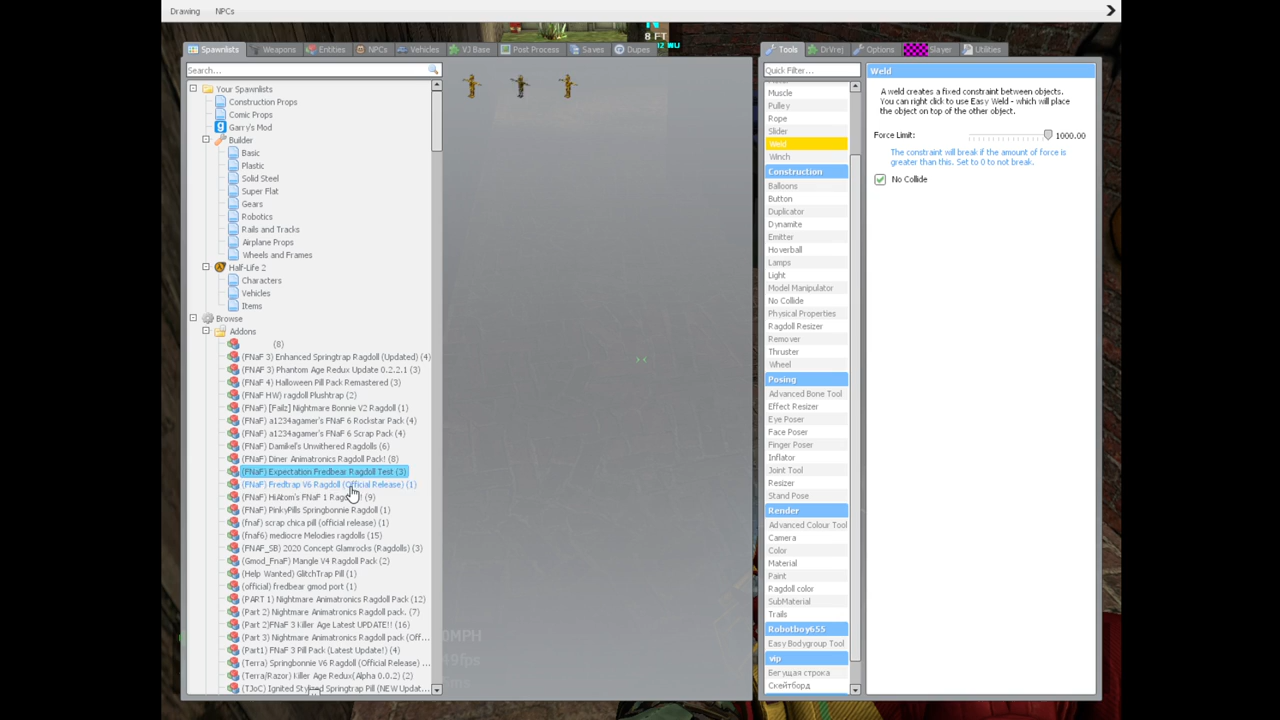 Drawing NPCs
8 FT
12 WU
Spawnlists Weapons Entities NPCs Vehicles VJ Base Post Process Saves Dupes
Search...
Your Spawnlists
Construction Props
Comic Props
Garry's Mod
Builder
Basic
Plastic
Solid Steel
Super Flat
Gears
Robotics
Rails and Tracks
Airplane Props
Wheels and Frames
Half-Life 2
Characters
Vehicles
Items
Browse
Addons
(8)
(FNaF 3) Enhanced Springtrap Ragdoll (Updated) (4)
(FNAF 3) Phantom Age Redux Update 0.2.2.1 (3)
(FNAF 4) Halloween Pill Pack Remastered (3)
(FNAF HW) ragdoll Plushtrap (2)
(FNaF) [Failz] Nightmare Bonnie V2 Ragdoll (1)
(FNaF) a1234agamer's FNAF 6 Rockstar Pack (4)
(FNaF) a1234agamer's FNAF 6 Scrap Pack (4)
(FNaF) Damikel's Unwithered Ragdolls (6)
(FNaF) Diner Animatronics Ragdoll Pack! (8)
(FNaF) Expectation Fredbear Ragdoll Test (3)
(FNaF) Fredtrap V6 Ragdoll (Official Release) (1)
(FNaF) HiAtom's FNAF 1 (9)
(FNaF) PinkyPills Springbonnie Ragdoll (1)
(fnaf) scrap chica pill (official release) (1)
(fnaf6) mediocre Melodies ragdolls (15)
(FNAF_SB) 2020 Concept Glamrocks (Ragdolls) (3)
(Gmod_FnaF) Mangle V4 Ragdoll Pack (2)
(Help Wanted) GlitchTrap Pill (1)
(official) fredbear gmod port (1)
(PART 1) Nightmare Animatronics Ragdoll Pack (12)
(Part 2) Nightmare Animatronics Ragdoll pack. (7)
(Part 2)FNAF 3 Killer Age Latest UPDATE!! (16)
(Part 3) Nightmare Animatronics Ragdoll pack (Off...
(Part1) FNAF 3 Pill Pack (Latest Update!) (4)
(Terra) Springbonnie V6 Ragdoll (Official Release) ...
(Terra/Razor) Killer Age Redux(Alpha 0.0.2) (2)
(TJoC) Ignited Stylized Springtrap Pill (NEW Updat...
Tools DrVrej Options Slayer Utilities
Quick Filter...
Muscle
Pulley
Rope
Slider
Weld
Winch
Construction
Balloons
Button
Duplicator
Dynamite
Emitter
Hoverball
Lamps
Light
Model Manipulator
No Collide
Physical Properties
Ragdoll Resizer
Remover
Thruster
Wheel
Posing
Advanced Bone Tool
Effect Resizer
Eye Poser
Face Poser
Finger Poser
Inflator
Joint Tool
Resizer
Stand Pose
Render
Advanced Colour Tool
Camera
Color
Material
Paint
Ragdoll color
SubMaterial
Trails
Robotboy655
Easy Bodygroup Tool
vip
Бегущая строка
Скейтборд
Weld
A weld creates a fixed constraint between objects.
You can right click to use Easy Weld - which will place
the object on top of the other object.
Force Limit: 1000.00
The constraint will break if the amount of force is
greater than this. Set to 0 to not break.
No Collide